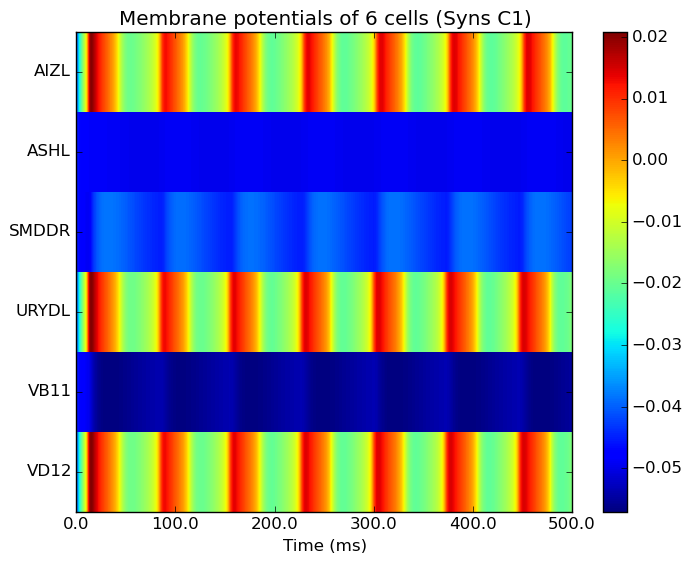 Membrane potentials of 6 cells (Syns C1)
AIZL
ASHL
SMDDR
URYDL
VB11
VD12
0.0 100.0 200.0 300.0 400.0 500.0
Time (ms)
0.02
0.01
0.00
−0.01
−0.02
−0.03
−0.04
−0.05